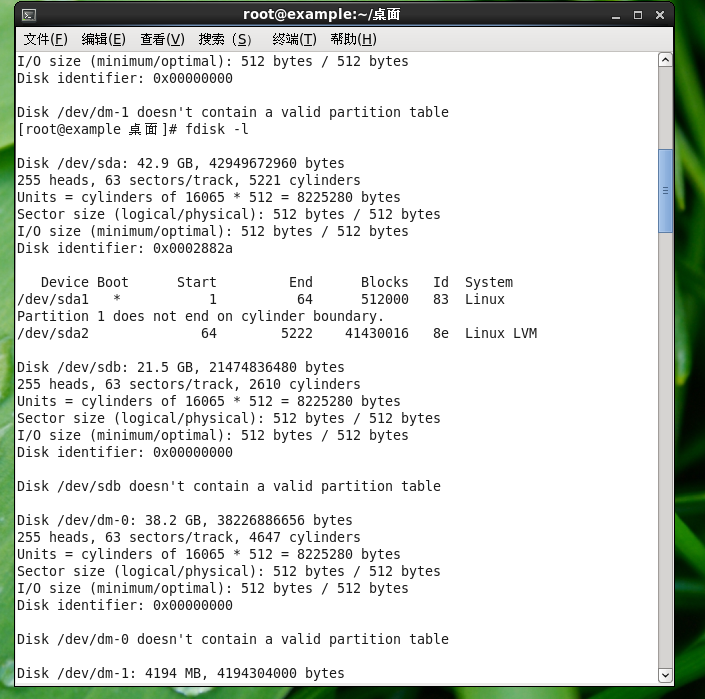 root@example:~/桌面
文件(F) 编辑(E) 查看(V) 搜索 (S) 终端(T) 帮助(H)
I/O size (minimum/optimal): 512 bytes / 512 bytes
Disk identifier: 0x00000000
Disk /dev/dm-1 doesn't contain a valid partition table
[root@example 桌面]# fdisk -l
Disk /dev/sda: 42.9 GB, 42949672960 bytes
255 heads, 63 sectors/track, 5221 cylinders
Units = cylinders of 16065 * 512 = 8225280 bytes
Sector size (logical/physical): 512 bytes / 512 bytes
I/O size (minimum/optimal): 512 bytes / 512 bytes
Disk identifier: 0x0002882a
Device Boot Start End Blocks Id System
/dev/sda1 * 1 64 512000 83 Linux
Partition 1 does not end on cylinder boundary.
/dev/sda2 64 5222 41430016 8e Linux LVM
Disk /dev/sdb: 21.5 GB, 21474836480 bytes
255 heads, 63 sectors/track, 2610 cylinders
Units = cylinders of 16065 * 512 = 8225280 bytes
Sector size (logical/physical): 512 bytes / 512 bytes
I/O size (minimum/optimal): 512 bytes / 512 bytes
Disk identifier: 0x00000000
Disk /dev/sdb doesn't contain a valid partition table
Disk /dev/dm-0: 38.2 GB, 38226886656 bytes
255 heads, 63 sectors/track, 4647 cylinders
Units = cylinders of 16065 * 512 = 8225280 bytes
Sector size (logical/physical): 512 bytes / 512 bytes
I/O size (minimum/optimal): 512 bytes / 512 bytes
Disk identifier: 0x00000000
Disk /dev/dm-0 doesn't contain a valid partition table
Disk /dev/dm-1: 4194 MB, 4194304000 bytes